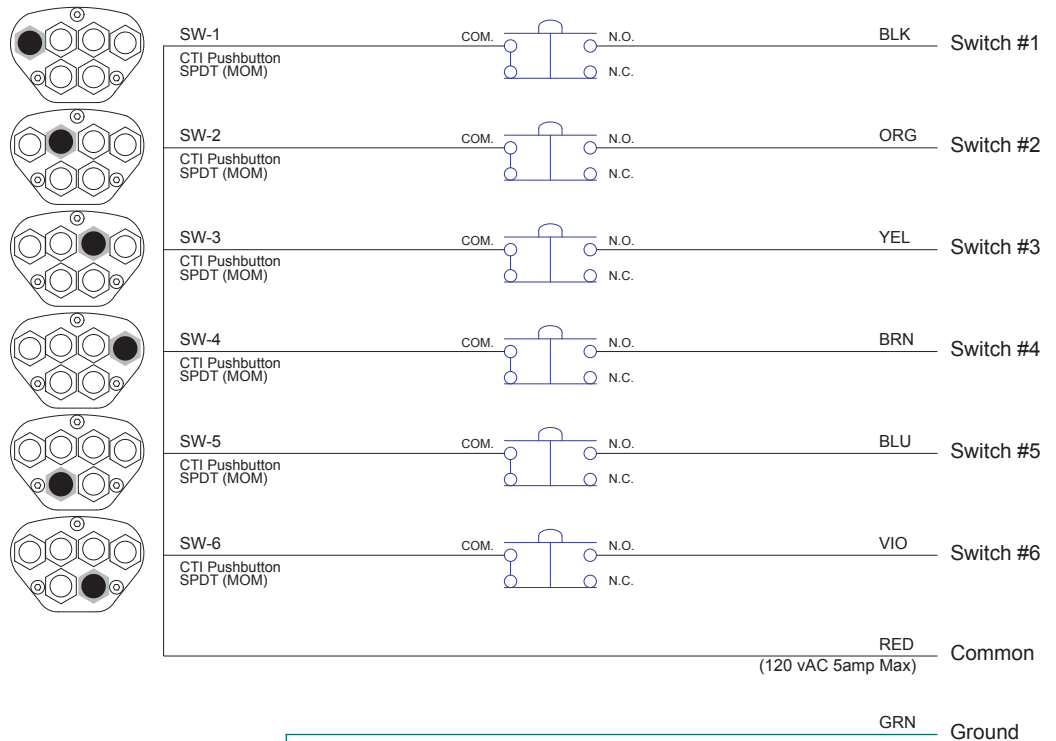 SW-1 COM. N.O. BLK Switch #1
CTI Pushbutton
SPDT (MOM) N.C.
SW-2 COM. N.O. ORG Switch #2
CTI Pushbutton
SPDT (MOM) N.C.
SW-3 COM. N.O. YEL Switch #3
CTI Pushbutton
SPDT (MOM) N.C.
SW-4 COM. N.O. BRN Switch #4
CTI Pushbutton
SPDT (MOM) N.C.
SW-5 COM. N.O. BLU Switch #5
CTI Pushbutton
SPDT (MOM) N.C.
SW-6 COM. N.O. VIO Switch #6
CTI Pushbutton
SPDT (MOM) N.C.
RED Common
(120 vAC 5amp Max)
GRN Ground